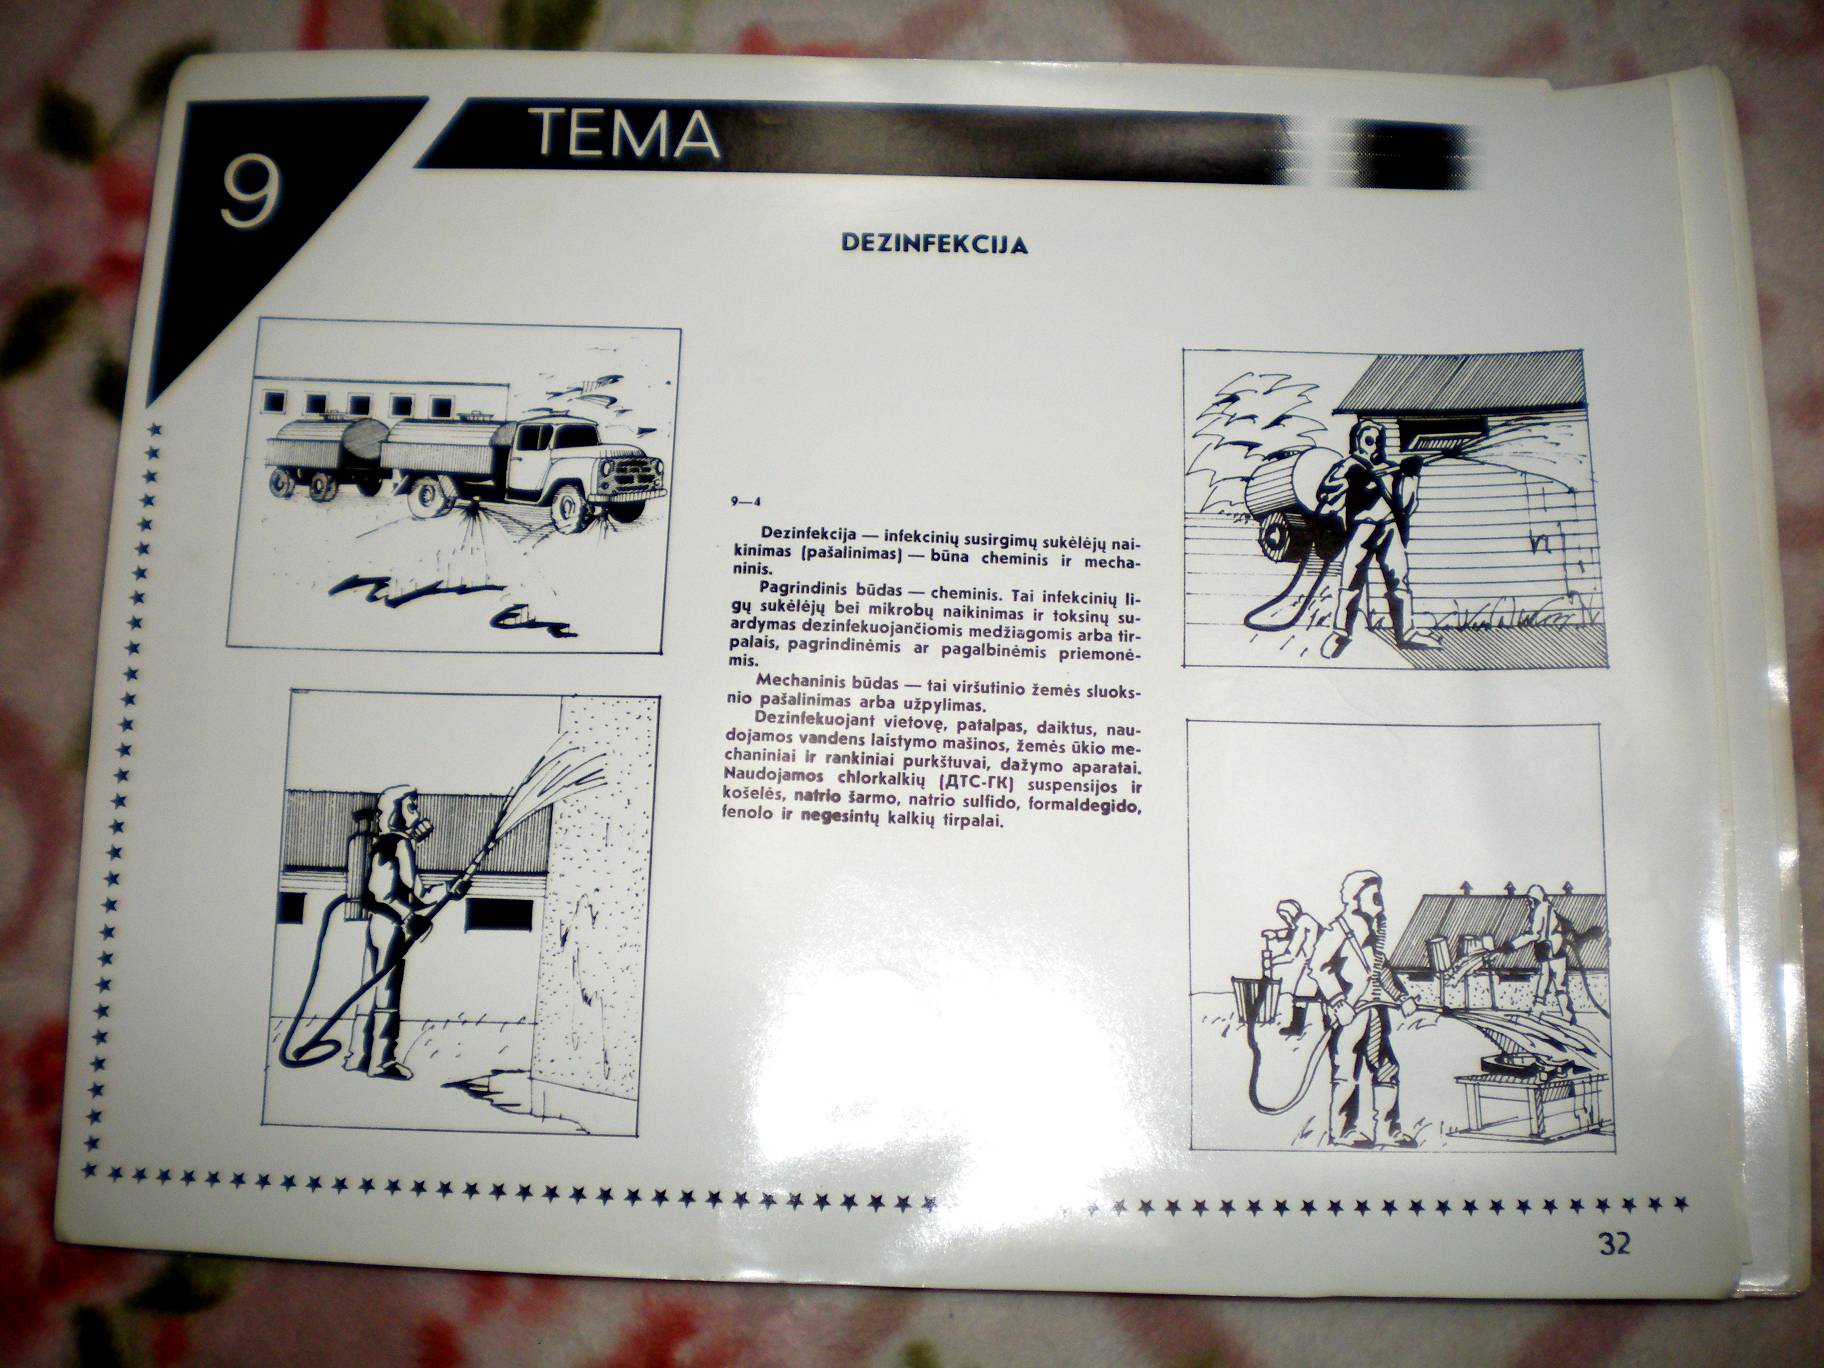 9
TEMA
DEZINFEKCIJA
9—4
Dezinfekcija — infekcinių susirgimų sukėlėjų nai-
kinimas (pašalinimas) — būna cheminis ir mecha-
ninis.
Pagrindinis būdas — cheminis. Tai infekcinių li-
gų sukėlėjų bei mikrobų naikinimas ir toksinų su-
ardymas dezinfekuojančiomis medžiagomis arba tir-
palais, pagrindinėmis ar pagalbinėmis priemonė-
mis.
Mechaninis būdas — tai viršutinio žemės sluoks-
nio pašalinimas arba užpylimas.
Dezinfekuojant vietovę, patalpas, daiktus, nau-
dojamos vandens laistymo mašinos, žemės ūkio me-
chaniniai ir rankiniai purkštuvai, dažymo aparatai.
Naudojamos chlorkalkių (ДТС-ГК) suspensijos ir
košelės, natrio šarmo, natrio sulfido, formaldegido,
fenolo ir negesintų kalkių tirpalai.
32